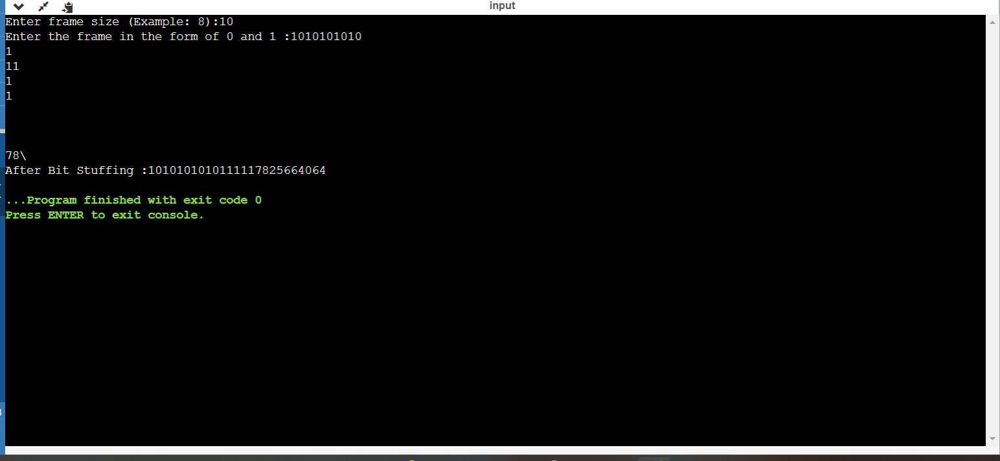 input
Enter frame size (Example: 8):10
Enter the frame in the form of 0 and 1 :1010101010
1
11
1
1
78\
After Bit Stuffing :1010101010111117825664064
...Program finished with exit code 0
Press ENTER to exit console.